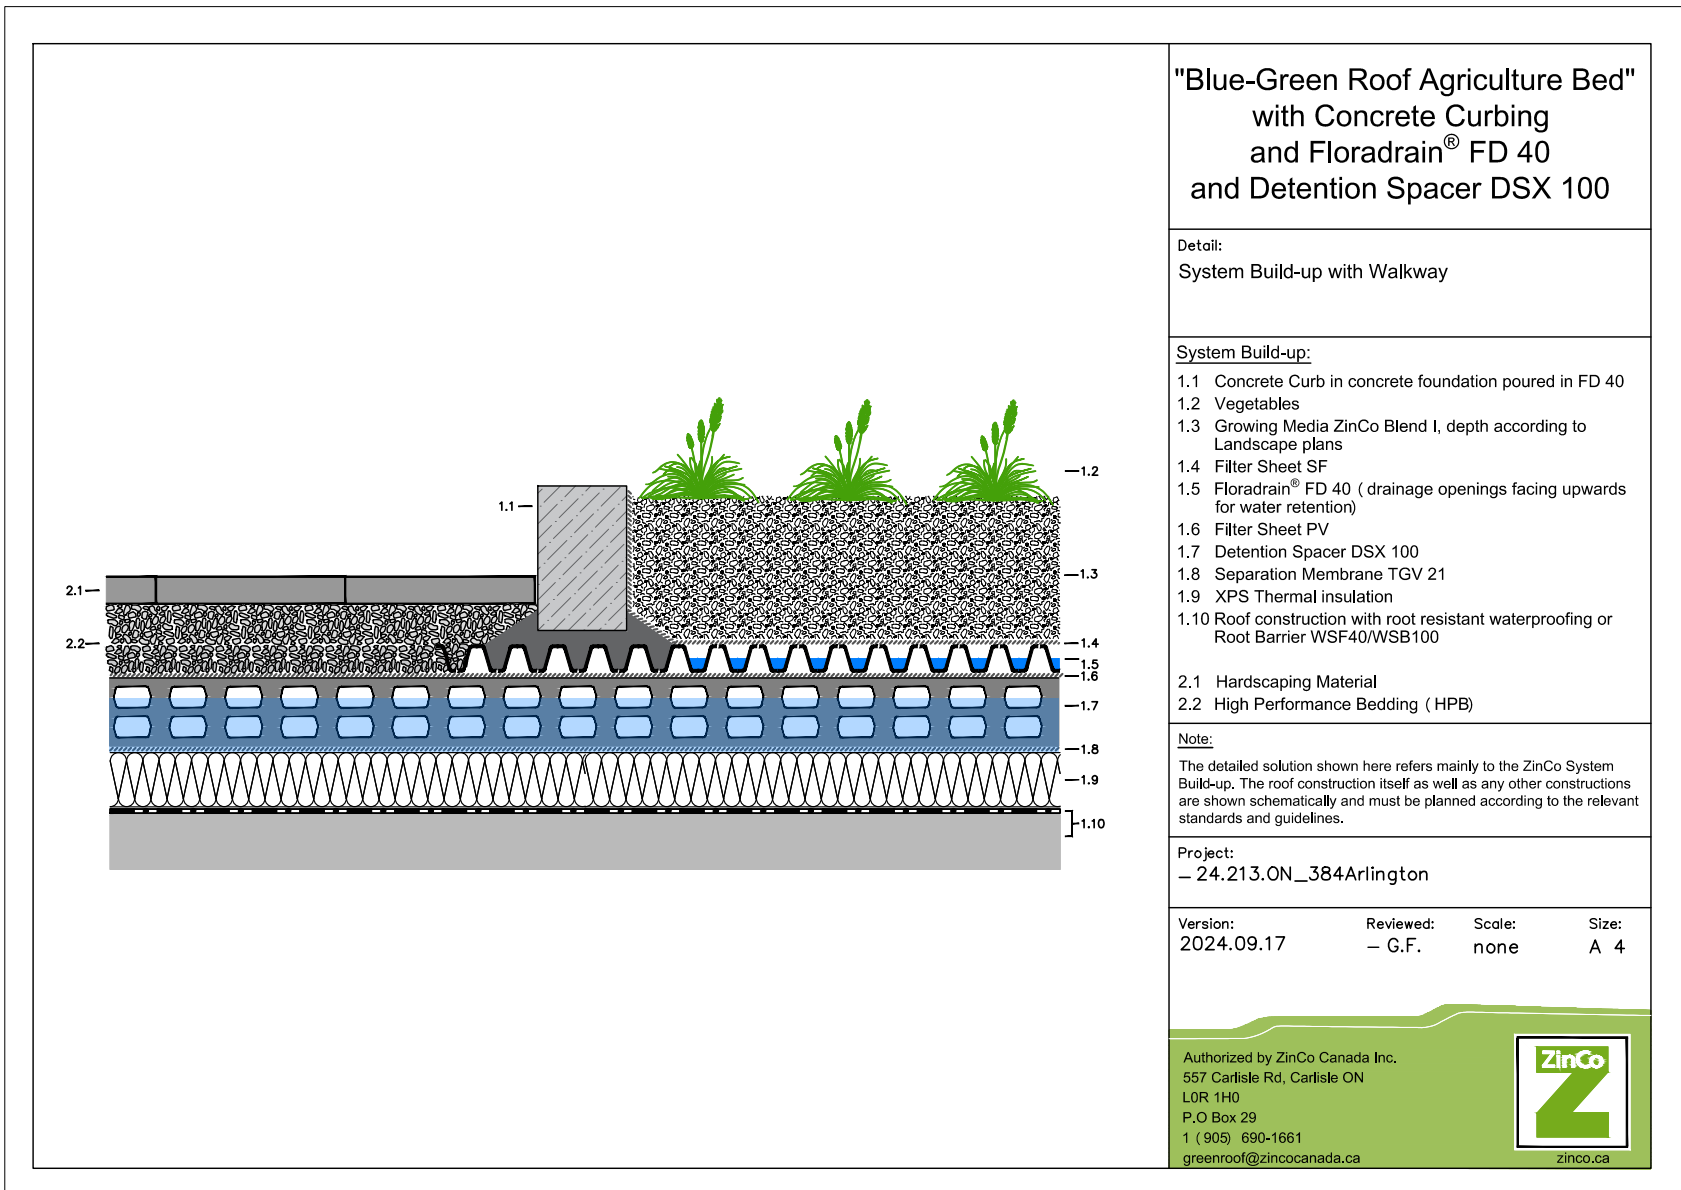 "Blue-Green Roof Agriculture Bed"
with Concrete Curbing
and Floradrain® FD 40
and Detention Spacer DSX 100
Detail:
System Build-up with Walkway
System Build-up:
1.1 Concrete Curb in concrete foundation poured in FD 40
1.2 Vegetables
1.3 Growing Media ZinCo Blend I, depth according to
Landscape plans
1.4 Filter Sheet SF
1.5 Floradrain® FD 40 ( drainage openings facing upwards
for water retention)
1.6 Filter Sheet PV
1.7 Detention Spacer DSX 100
1.8 Separation Membrane TGV 21
1.9 XPS Thermal insulation
1.10 Roof construction with root resistant waterproofing or
Root Barrier WSF40/WSB100
2.1 Hardscaping Material
2.2 High Performance Bedding ( HPB)
Note:
The detailed solution shown here refers mainly to the ZinCo System
Build-up. The roof construction itself as well as any other constructions
are shown schematically and must be planned according to the relevant
standards and guidelines.
Project:
– 24.213.ON_384Arlington
Version: Reviewed: Scale: Size:
2024.09.17 – G.F. none A 4
Authorized by ZinCo Canada Inc.
557 Carlisle Rd, Carlisle ON
L0R 1H0
P.O Box 29
1 ( 905) 690-1661
greenroof@zincocanada.ca
ZinCo
zinco.ca
1.2
1.1
1.3
2.1
2.2
1.4
1.5
1.6
1.7
1.8
1.9
1.10